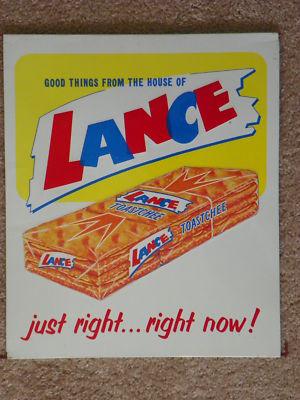 GOOD THINGS FROM THE HOUSE OF
LANCE
LANCE
TOASTCHEE
LANCE
LANCE
TOASTCHEE
just right... right now!